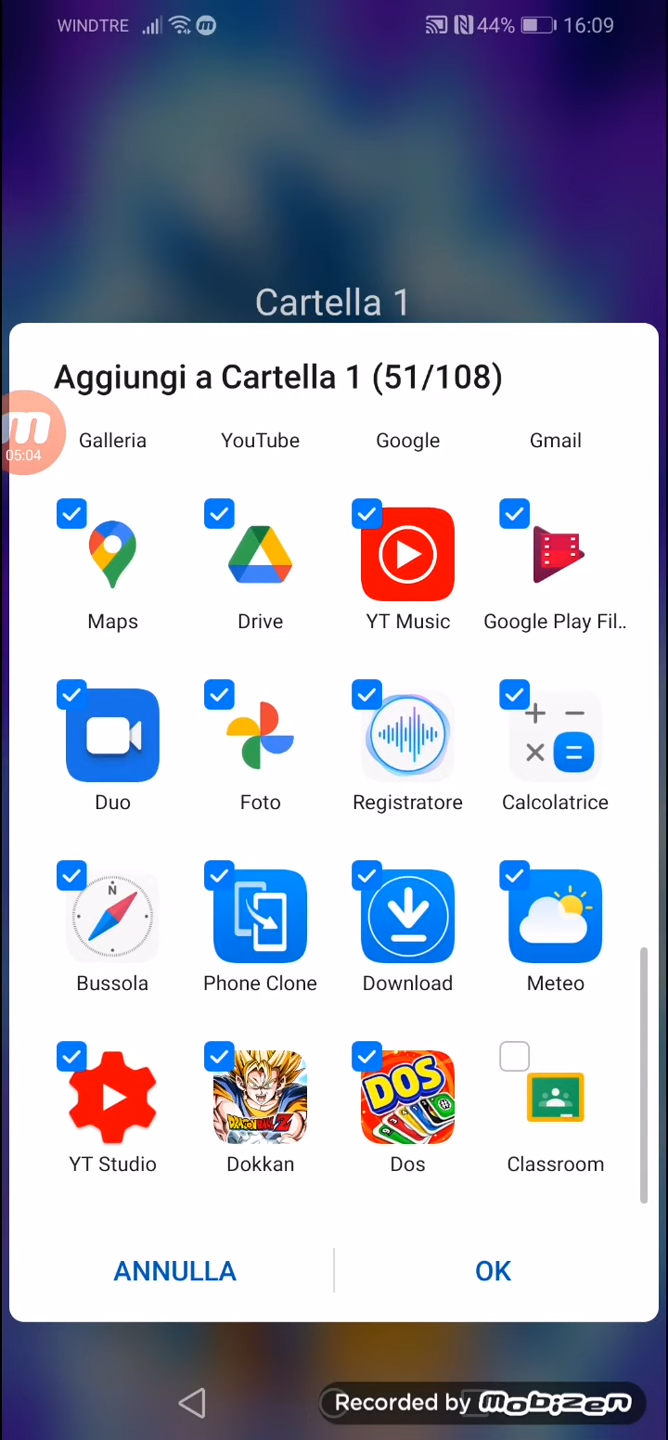 WINDTRE 44% 16:09
Cartella 1
Aggiungi a Cartella 1 (51/108)
Galleria YouTube Google Gmail
m
05:04
Maps Drive YT Music Google Play Fil..
Duo Foto Registratore Calcolatrice
N
Bussola Phone Clone Download Meteo
DRAGONBALL Z
DOS
YT Studio Dokkan Dos Classroom
ANNULLA OK
Recorded by mobizen